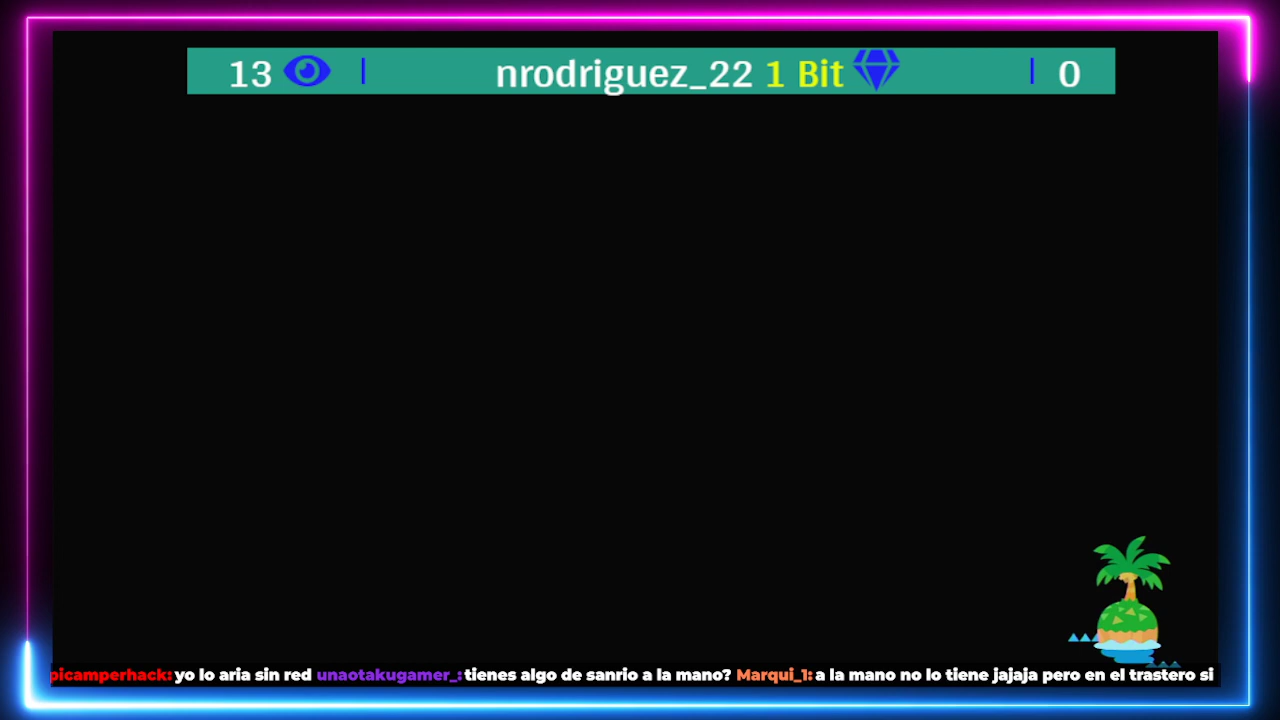 13 | nrodriguez_22 1 Bit | 0
picamperhack: yo lo aria sin red unaotakugamer_: tienes algo de sanrio a la mano? Marqui_1: a la mano no lo tiene jajaja pero en el trastero si